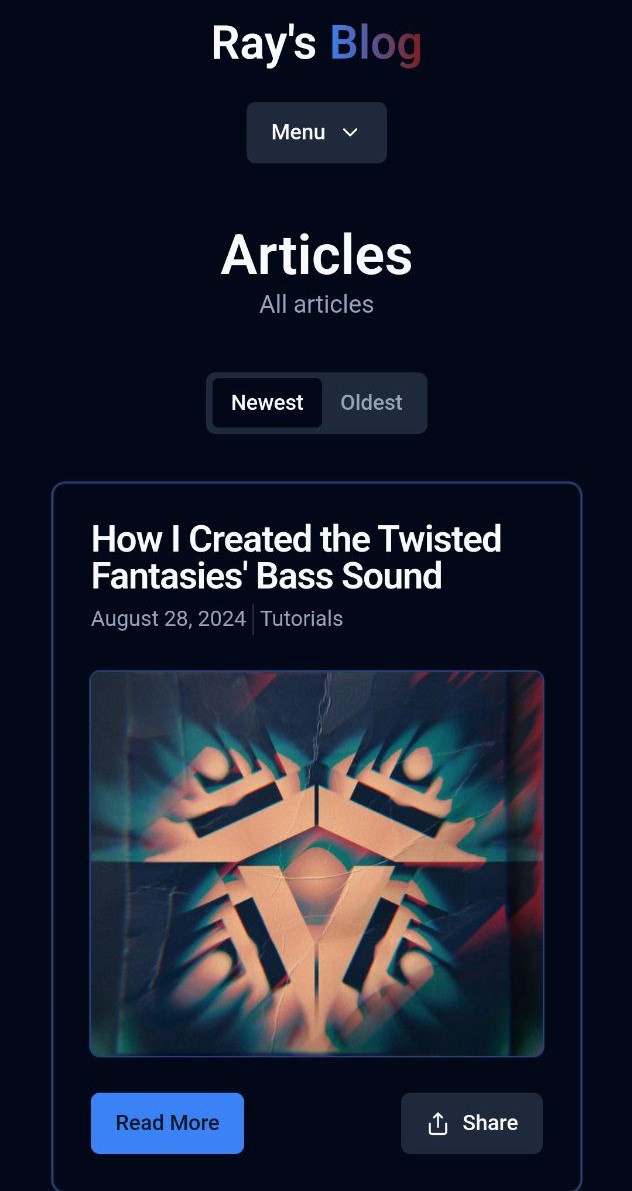 Ray's Blog
Menu
Articles
All articles
Newest Oldest
How I Created the Twisted
Fantasies' Bass Sound
August 28, 2024 Tutorials
Read More Share